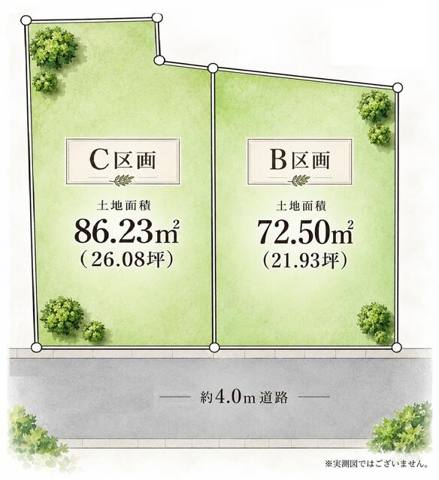 C区画
土地面積
86.23㎡
(26.08坪)
B区画
土地面積
72.50㎡
(21.93坪)
約4.0m道路
※実測図ではございません。